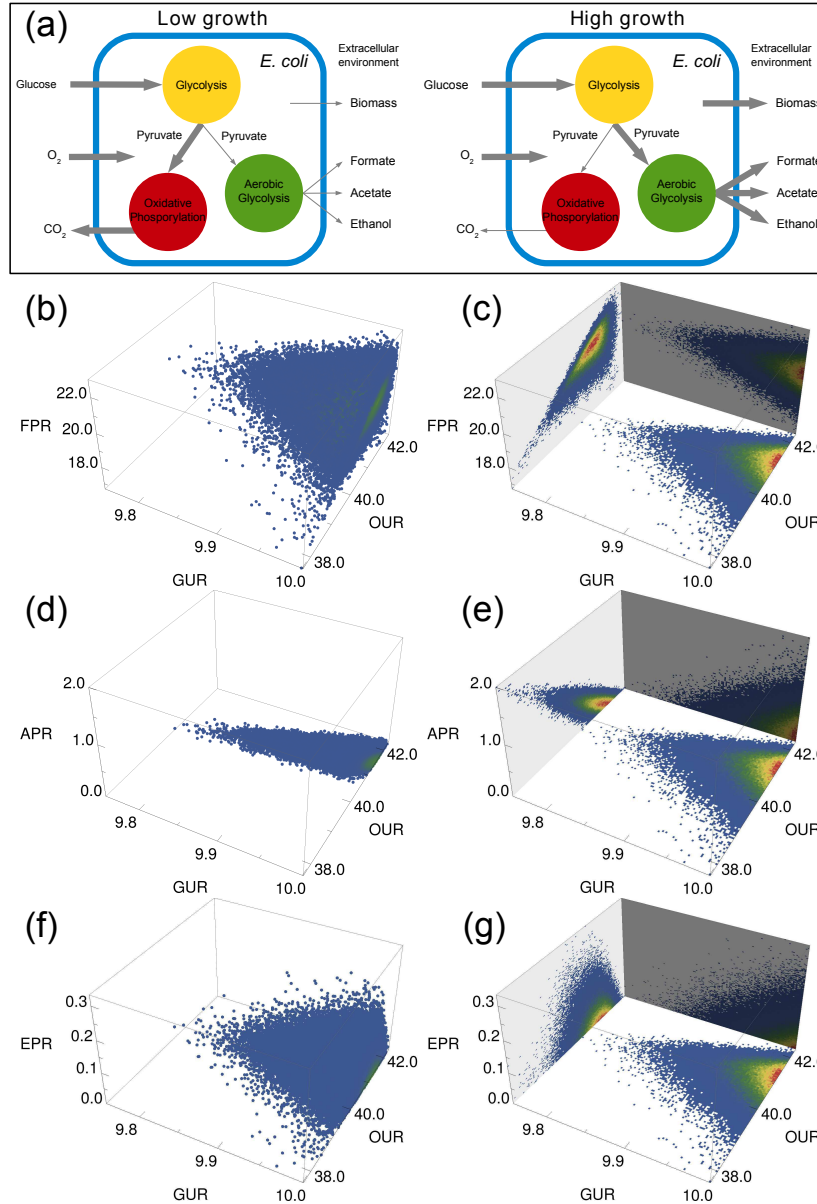 (a)
Low growth
High growth
E. coli
Extracellular
environment
Glycolysis
Glucose
Biomass
Pyruvate
Pyruvate
O2
Formate
Aerobic
Glycolysis
Acetate
Oxidative
Phosporylation
Ethanol
CO2
E. coli
Extracellular
environment
Glycolysis
Glucose
Biomass
Pyruvate
Pyruvate
O2
Formate
Aerobic
Glycolysis
Acetate
Oxidative
Phosporylation
Ethanol
CO2
(b)
22.0
FPR
20.0
18.0
9.8
9.9
10.0
GUR
38.0
40.0
42.0
OUR
(c)
22.0
FPR
20.0
18.0
9.8
9.9
10.0
GUR
38.0
40.0
42.0
OUR
(d)
2.0
APR
1.0
0.0
9.8
9.9
10.0
GUR
38.0
40.0
42.0
OUR
(e)
2.0
APR
1.0
0.0
9.8
9.9
10.0
GUR
38.0
40.0
42.0
OUR
(f)
0.3
EPR
0.2
0.1
0.0
9.8
9.9
10.0
GUR
38.0
40.0
42.0
OUR
(g)
0.3
EPR
0.2
0.1
0.0
9.8
9.9
10.0
GUR
38.0
40.0
42.0
OUR